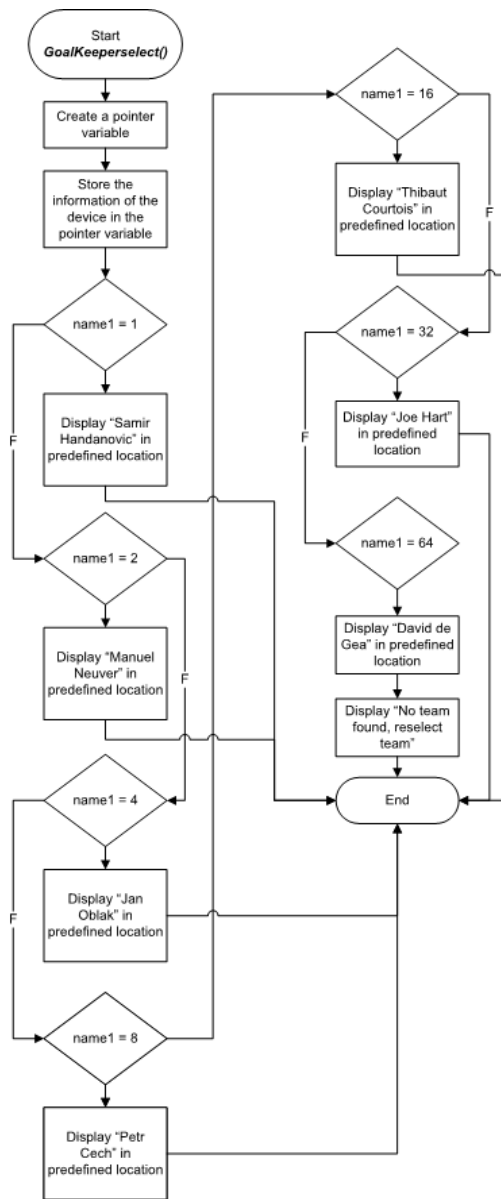 Start
GoalKeeperselect()
Create a pointer
variable
Store the
information of the
device in the
pointer variable
name1 = 1
F
Display “Samir
Handanovic” in
predefined location
name1 = 2
F
Display “Manuel
Neuver” in
predefined location
name1 = 4
F
Display “Jan
Oblak” in
predefined location
name1 = 8
Display “Petr
Cech” in
predefined location
name1 = 16
F
Display “Thibaut
Courtois” in
predefined location
name1 = 32
F
Display “Joe Hart”
in predefined
location
name1 = 64
Display “David de
Gea” in predefined
location
Display “No team
found, reselect
team”
End